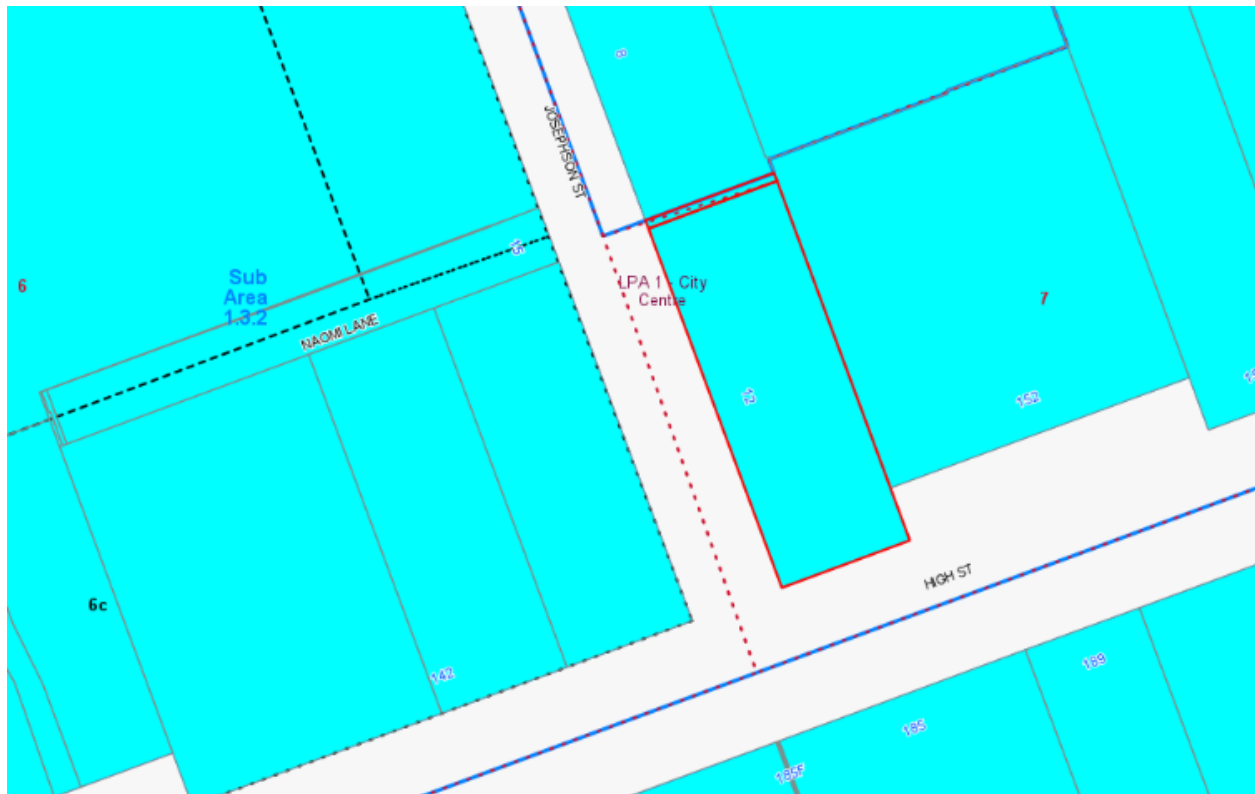 8
JOSEPHSON ST
15
6
Sub
Area
1.3.2
NAOMI LANE
LPA 1 - City
Centre
7
152
6c
142
HIGH ST
189
185
185F